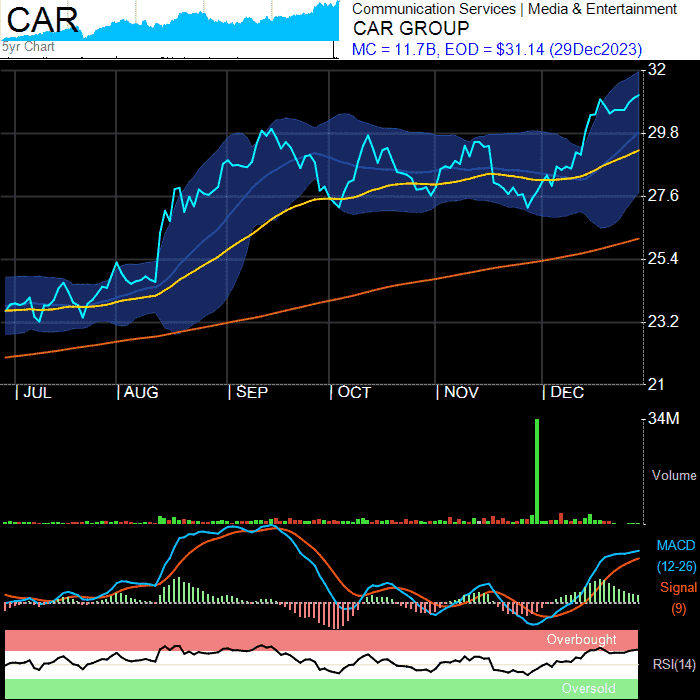 CAR
5yr Chart
Communication Services | Media & Entertainment
CAR GROUP
MC = 11.7B, EOD = $31.14 (29Dec2023)
32
29.8
27.6
25.4
23.2
21
JUL AUG SEP OCT NOV DEC
34M
Volume
MACD
(12-26)
Signal
(9)
Overbought
RSI(14)
Oversold